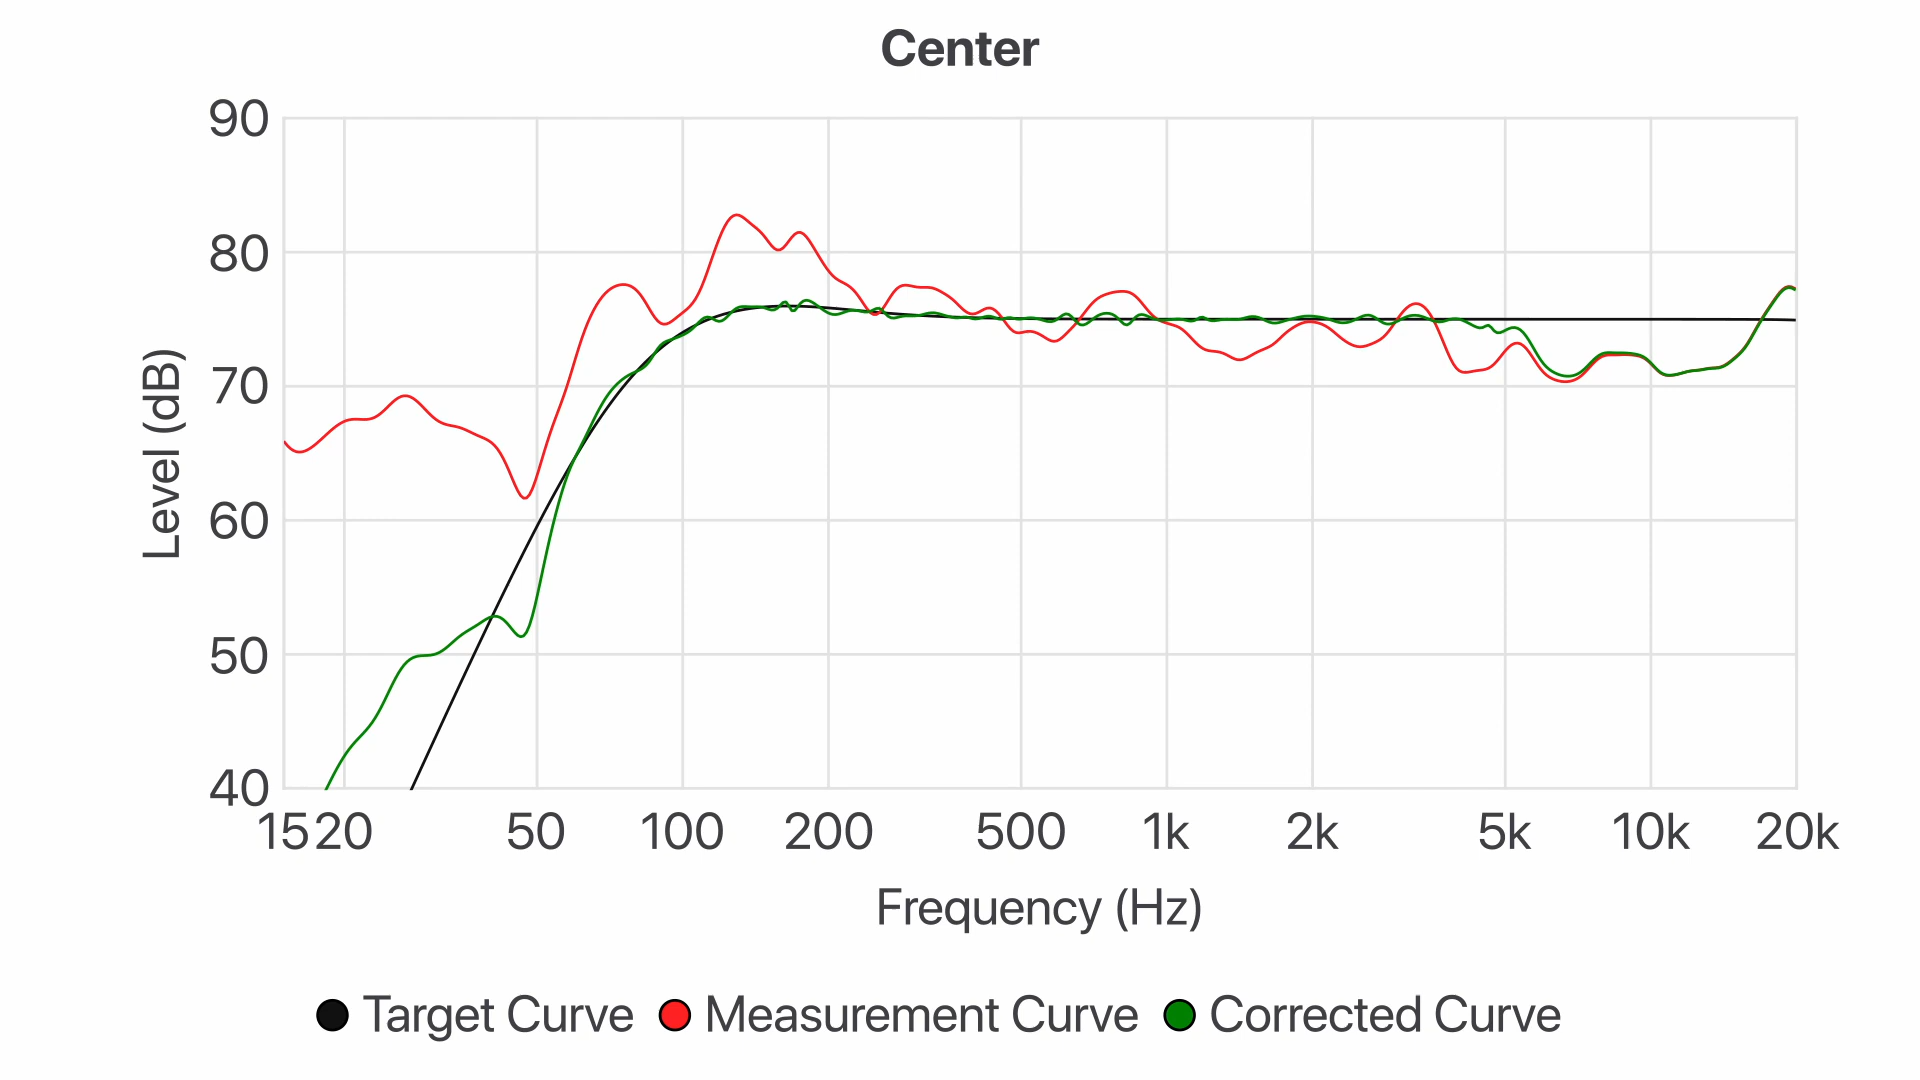 Center
90
80
70
60
50
40
Level (dB)
15 20 50 100 200 500 1k 2k 5k 10k 20k
Frequency (Hz)
Target Curve Measurement Curve Corrected Curve